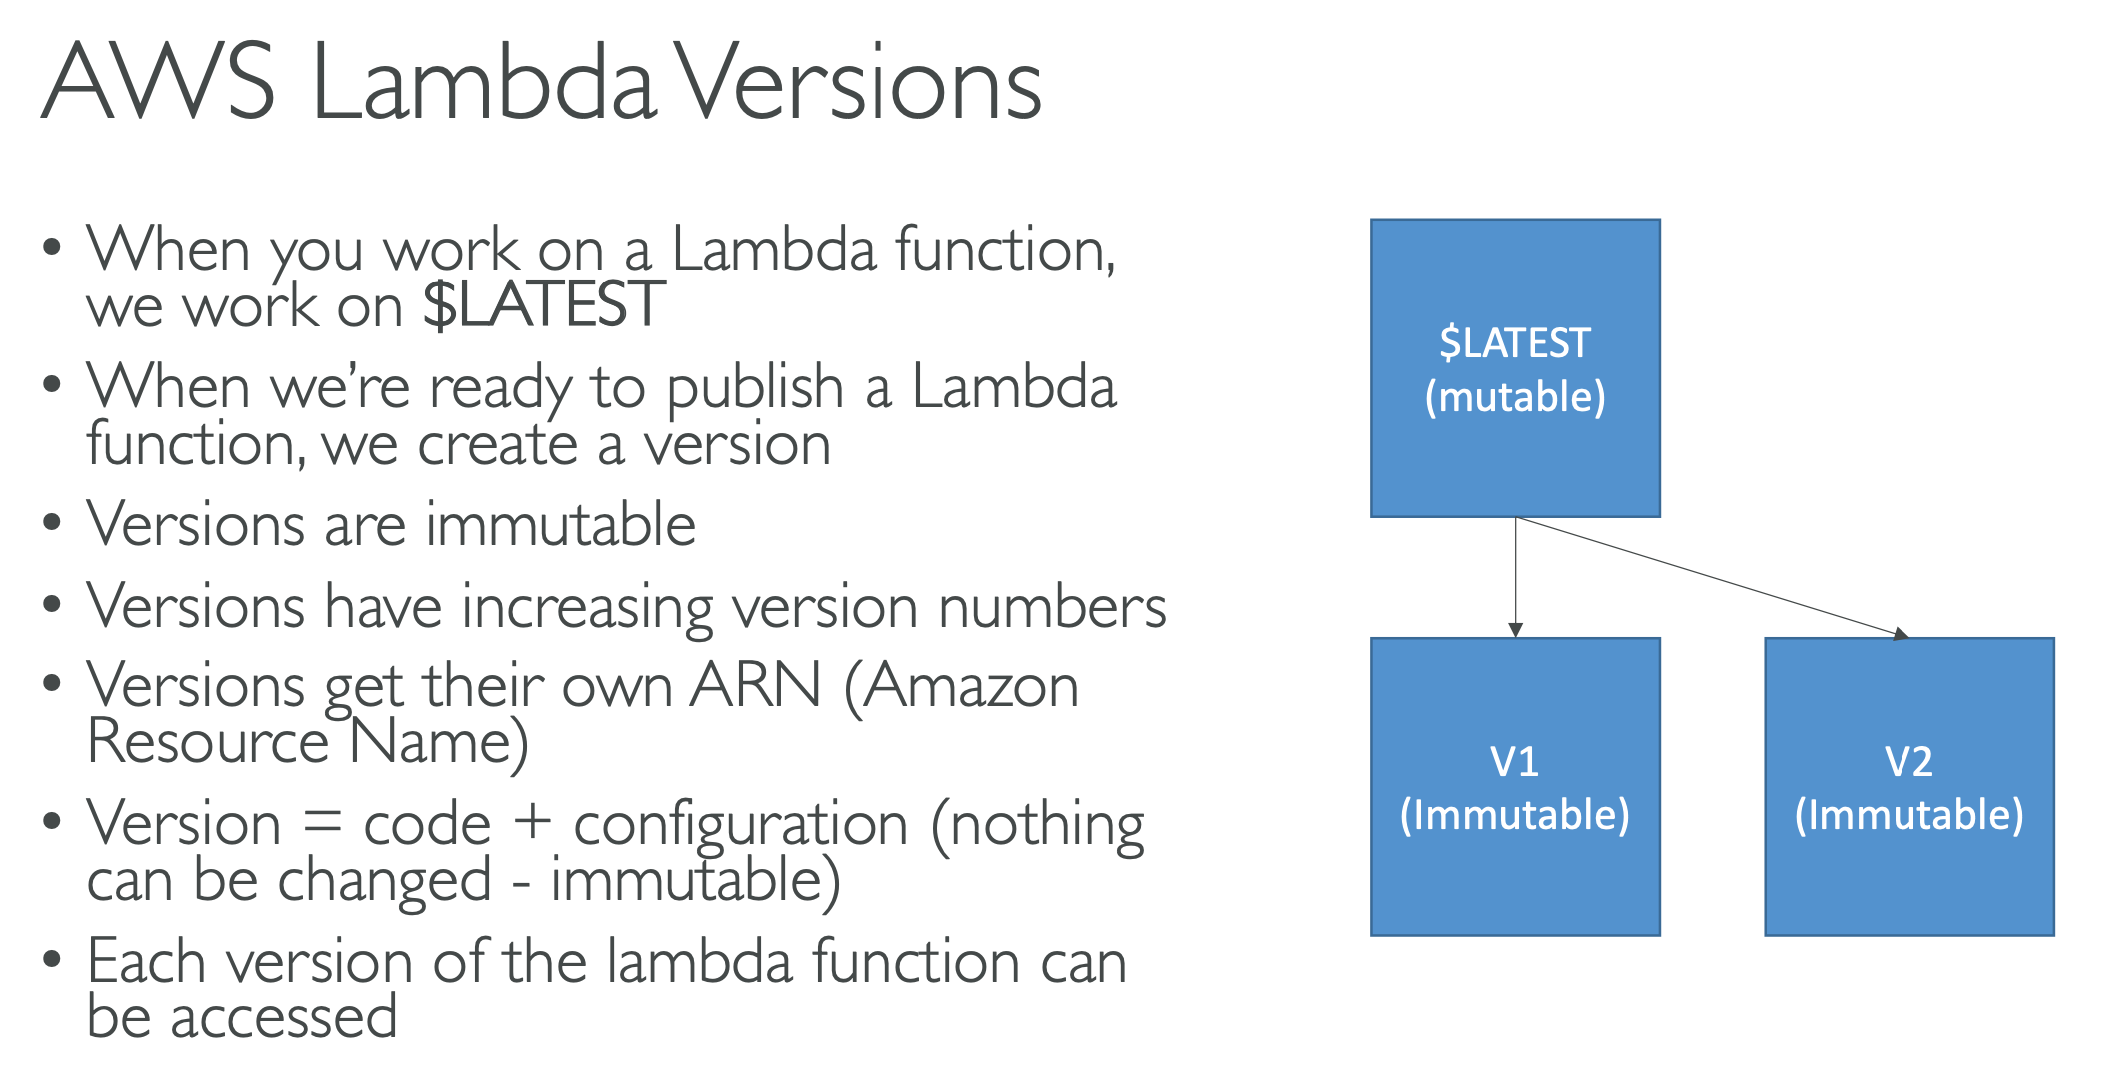 AWS Lambda Versions
• When you work on a Lambda function,
we work on $LATEST
• When we’re ready to publish a Lambda
function, we create a version
• Versions are immutable
• Versions have increasing version numbers
• Versions get their own ARN (Amazon
Resource Name)
• Version = code + configuration (nothing
can be changed - immutable)
• Each version of the lambda function can
be accessed
$LATEST
(mutable)
V1
(Immutable)
V2
(Immutable)